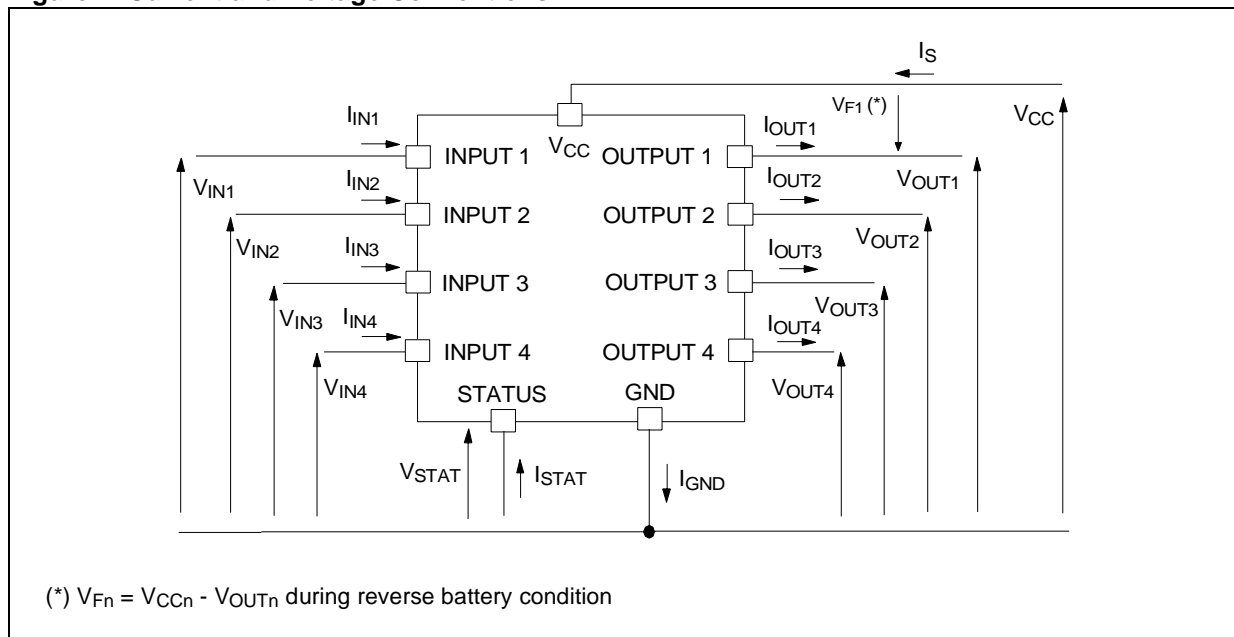 IS
VF1 (*)
VCC
IIN1
VCC
IOUT1
INPUT 1
OUTPUT 1
VIN1
IIN2
IOUT2
VOUT1
INPUT 2
OUTPUT 2
VIN2
IIN3
IOUT3
VOUT2
INPUT 3
OUTPUT 3
VIN3
IIN4
IOUT4
VOUT3
INPUT 4
OUTPUT 4
VIN4
STATUS
GND
VOUT4
VSTAT
ISTAT
IGND
(*) VFn = VCCn - VOUTn during reverse battery condition